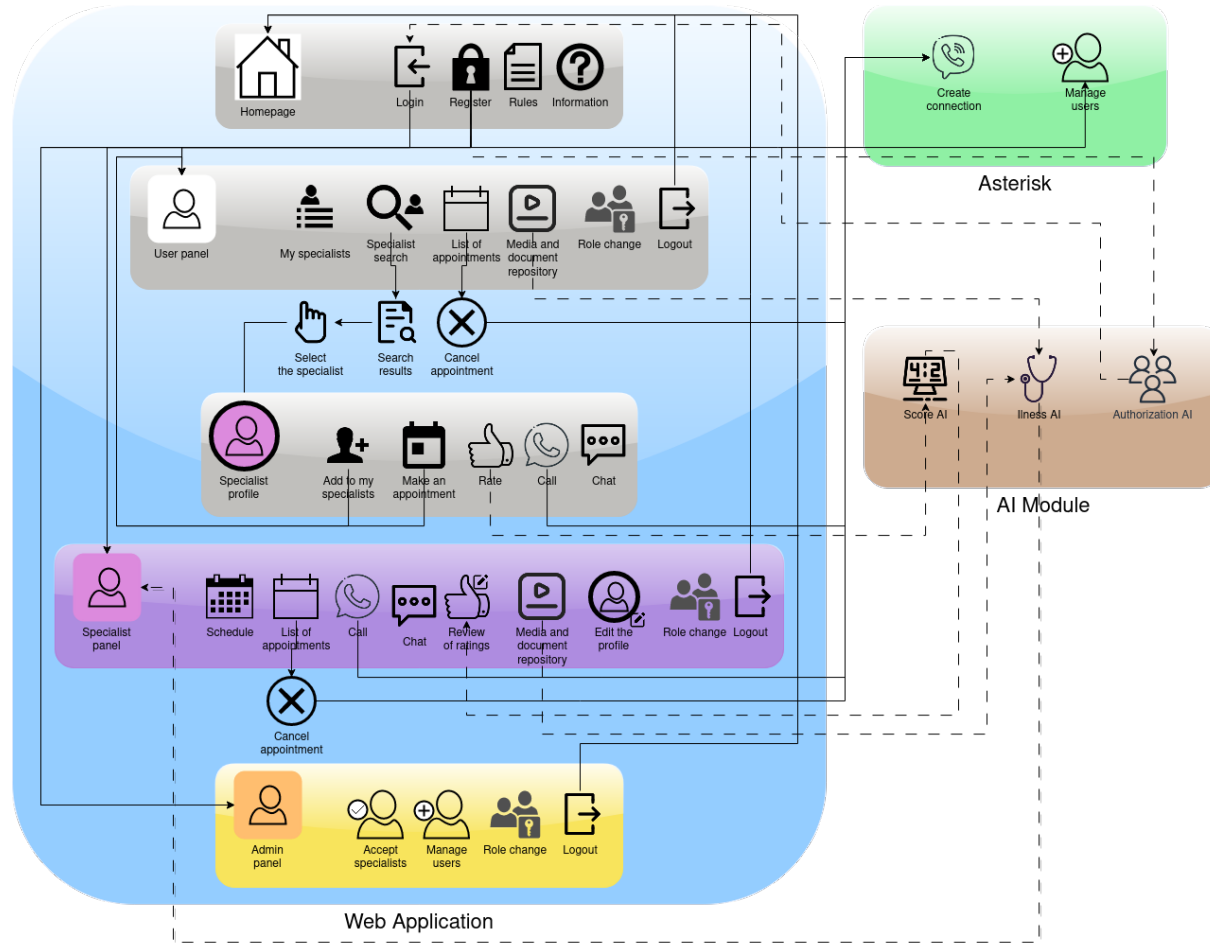 Homepage
Login
Register
Rules
Information
Create
connection
Manage
users
Asterisk
User panel
My specialists
Specialist
search
List of
appointments
Media and
document
repository
Role change
Logout
Select
the specialist
Search
results
Cancel
appointment
Score AI
Ilness AI
Authorization AI
AI Module
Specialist
profile
Add to my
specialists
Make an
appointment
Rate
Call
Chat
4:2
Specialist
panel
Schedule
List of
appointments
Call
Chat
Review
of ratings
Media and
document
repository
Edit the
profile
Role change
Logout
Cancel
appointment
Admin
panel
Accept
specialists
Manage
users
Role change
Logout
Web Application